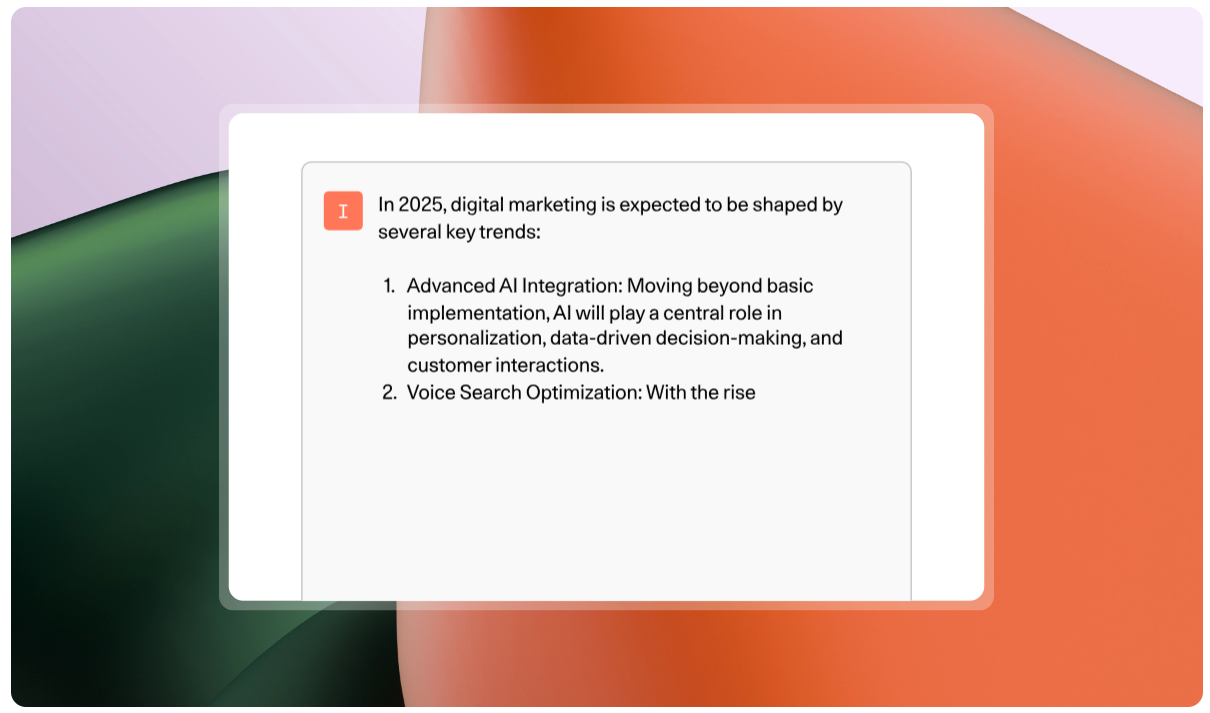 I
In 2025, digital marketing is expected to be shaped by
several key trends:
1. Advanced AI Integration: Moving beyond basic
implementation, AI will play a central role in
personalization, data-driven decision-making, and
customer interactions.
2. Voice Search Optimization: With the rise